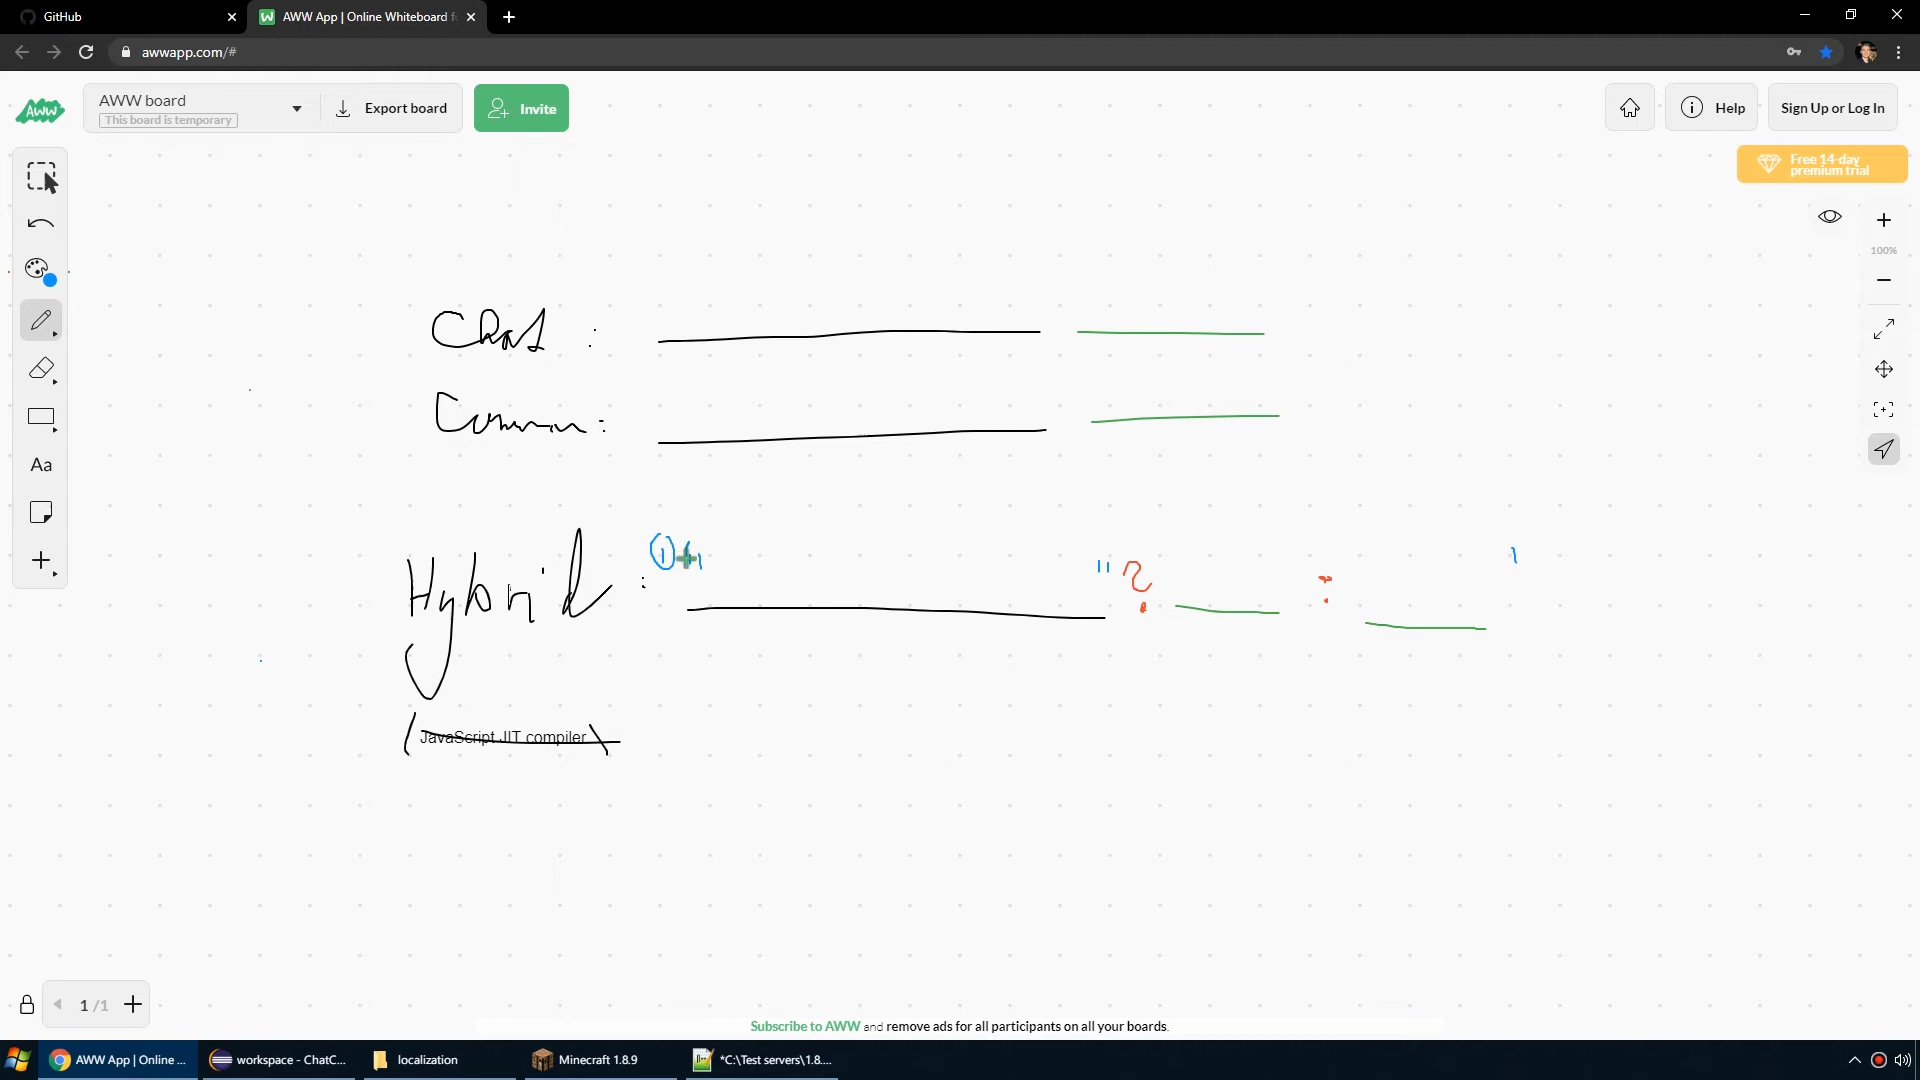 GitHub
AWW App | Online Whiteboard f
awwapp.com/#
AWW
AWW board
This board is temporary
Export board
Invite
Help
Sign Up or Log In
Free 14-day
premium trial
100%
Aa
:
:
Hybrid :
" ? : '
(JavaScript JIT compiler)
1 /1
Subscribe to AWW and remove ads for all participants on all your boards.
AWW App | Online ...
workspace - ChatC...
localization
Minecraft 1.8.9
*C:\Test servers\1.8....